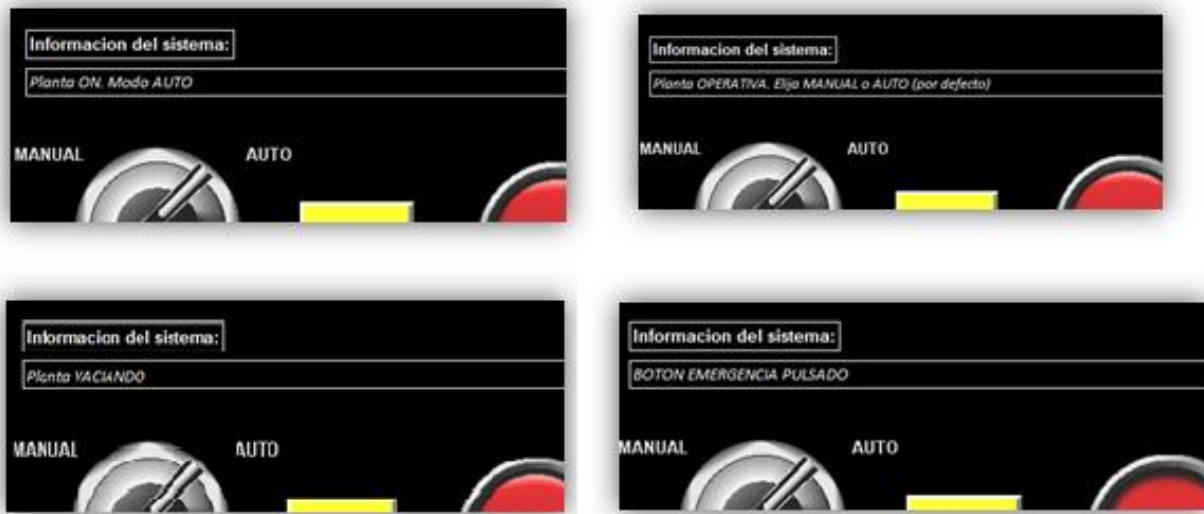 Informacion del sistema:
Planta ON. Modo AUTO
MANUAL AUTO
Informacion del sistema:
Planta OPERATIVA. Elija MANUAL o AUTO (por defecto)
MANUAL AUTO
Informacion del sistema:
Planta VACIANDO
MANUAL AUTO
Informacion del sistema:
BOTON EMERGENCIA PULSADO
MANUAL AUTO